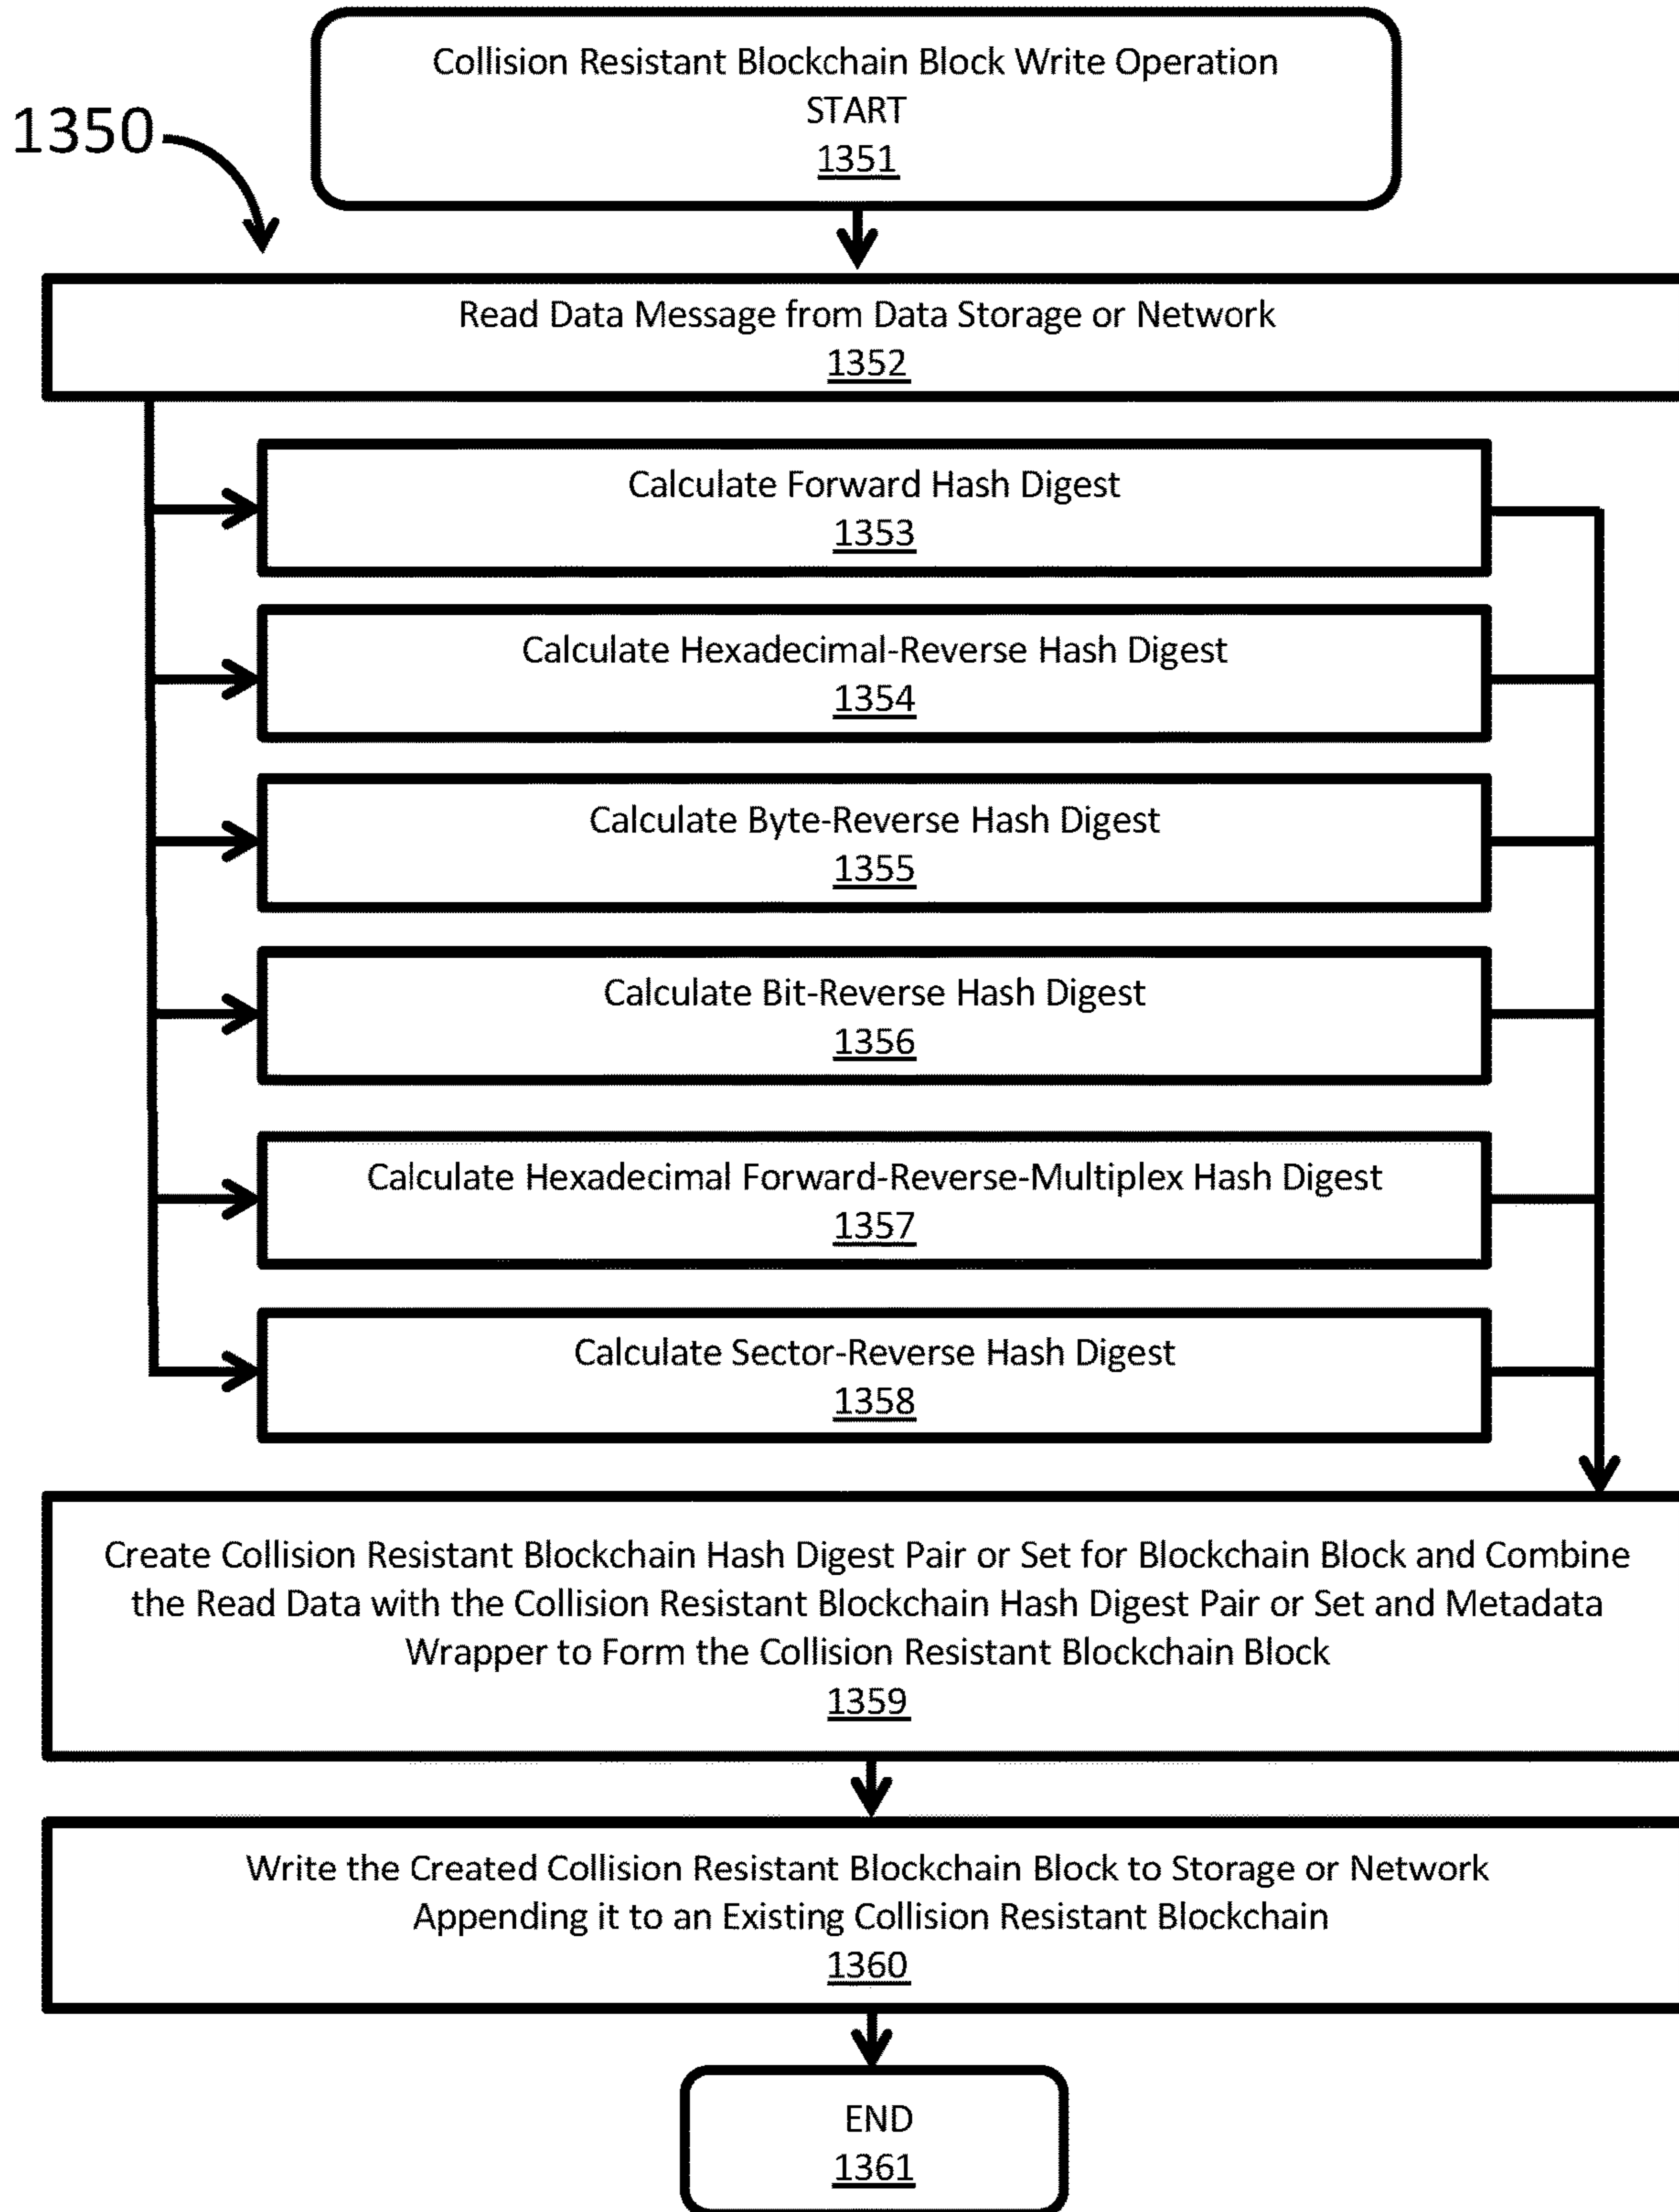 Collision Resistant Blockchain Block Write Operation
START
1351
1350
Read Data Message from Data Storage or Network
1352
Calculate Forward Hash Digest
1353
Calculate Hexadecimal-Reverse Hash Digest
1354
Calculate Byte-Reverse Hash Digest
1355
Calculate Bit-Reverse Hash Digest
1356
Calculate Hexadecimal Forward-Reverse-Multiplex Hash Digest
1357
Calculate Sector-Reverse Hash Digest
1358
Create Collision Resistant Blockchain Hash Digest Pair or Set for Blockchain Block and Combine
the Read Data with the Collision Resistant Blockchain Hash Digest Pair or Set and Metadata
Wrapper to Form the Collision Resistant Blockchain Block
1359
Write the Created Collision Resistant Blockchain Block to Storage or Network
Appending it to an Existing Collision Resistant Blockchain
1360
END
1361